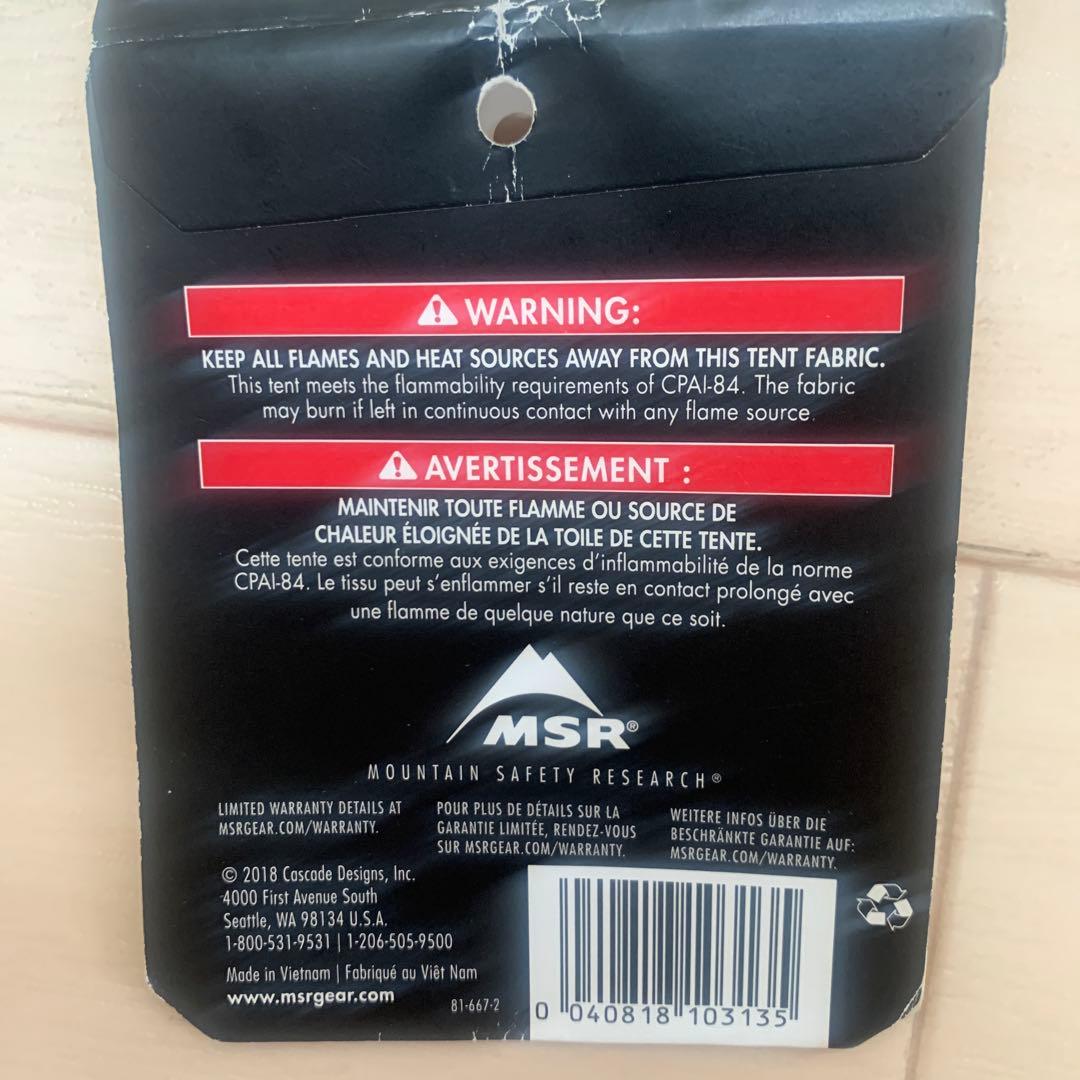 WARNING:
KEEP ALL FLAMES AND HEAT SOURCES AWAY FROM THIS TENT FABRIC.
This tent meets the flammability requirements of CPAI-84. The fabric
may burn if left in continuous contact with any flame source.
AVERTISSEMENT :
MAINTENIR TOUTE FLAMME OU SOURCE DE
CHALEUR ÉLOIGNÉE DE LA TOILE DE CETTE TENTE.
Cette tente est conforme aux exigences d'inflammabilité de la norme
CPAI-84. Le tissu peut s'enflammer s'il reste en contact prolongé avec
une flamme de quelque nature que ce soit.
MSR®
MOUNTAIN SAFETY RESEARCH®
LIMITED WARRANTY DETAILS AT
MSRGEAR.COM/WARRANTY.
POUR PLUS DE DÉTAILS SUR LA
GARANTIE LIMITÉE, RENDEZ-VOUS
SUR MSRGEAR.COM/WARRANTY.
WEITERE INFOS ÜBER DIE
BESCHRÄNKTE GARANTIE AUF:
MSRGEAR.COM/WARRANTY.
© 2018 Cascade Designs, Inc.
4000 First Avenue South
Seattle, WA 98134 U.S.A.
1-800-531-9531 | 1-206-505-9500
Made in Vietnam | Fabriqué au Viêt Nam
www.msrgear.com
81-667-2
0 040818 103135